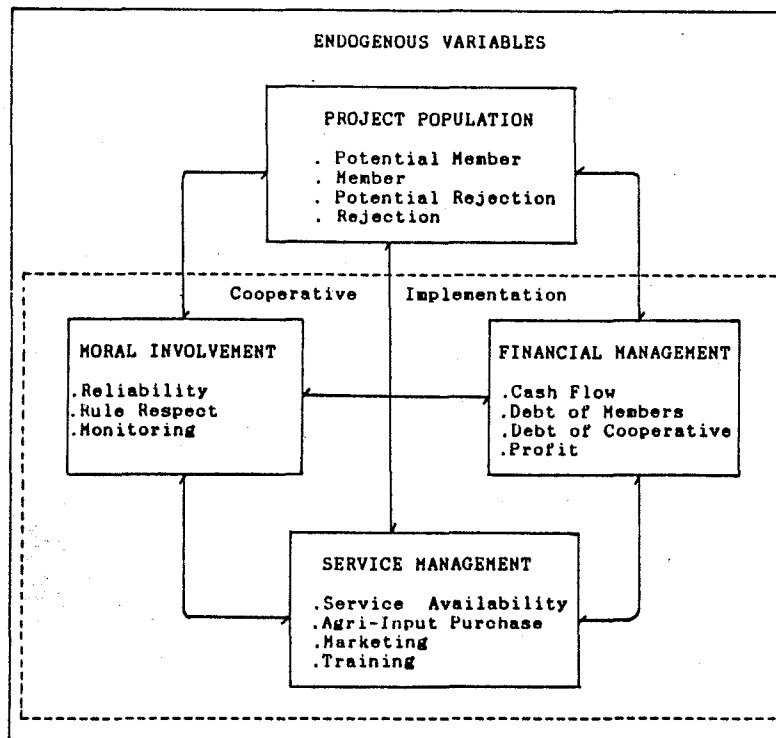 ENDOGENOUS VARIABLES
PROJECT POPULATION
. Potential Member
. Member
. Potential Rejection
. Rejection
Cooperative Implementation
MORAL INVOLVEMENT
.Reliability
.Rule Respect
.Monitoring
FINANCIAL MANAGEMENT
.Cash Flow
.Debt of Members
.Debt of Cooperative
.Profit
SERVICE MANAGEMENT
.Service Availability
.Agri-Input Purchase
.Marketing
.Training